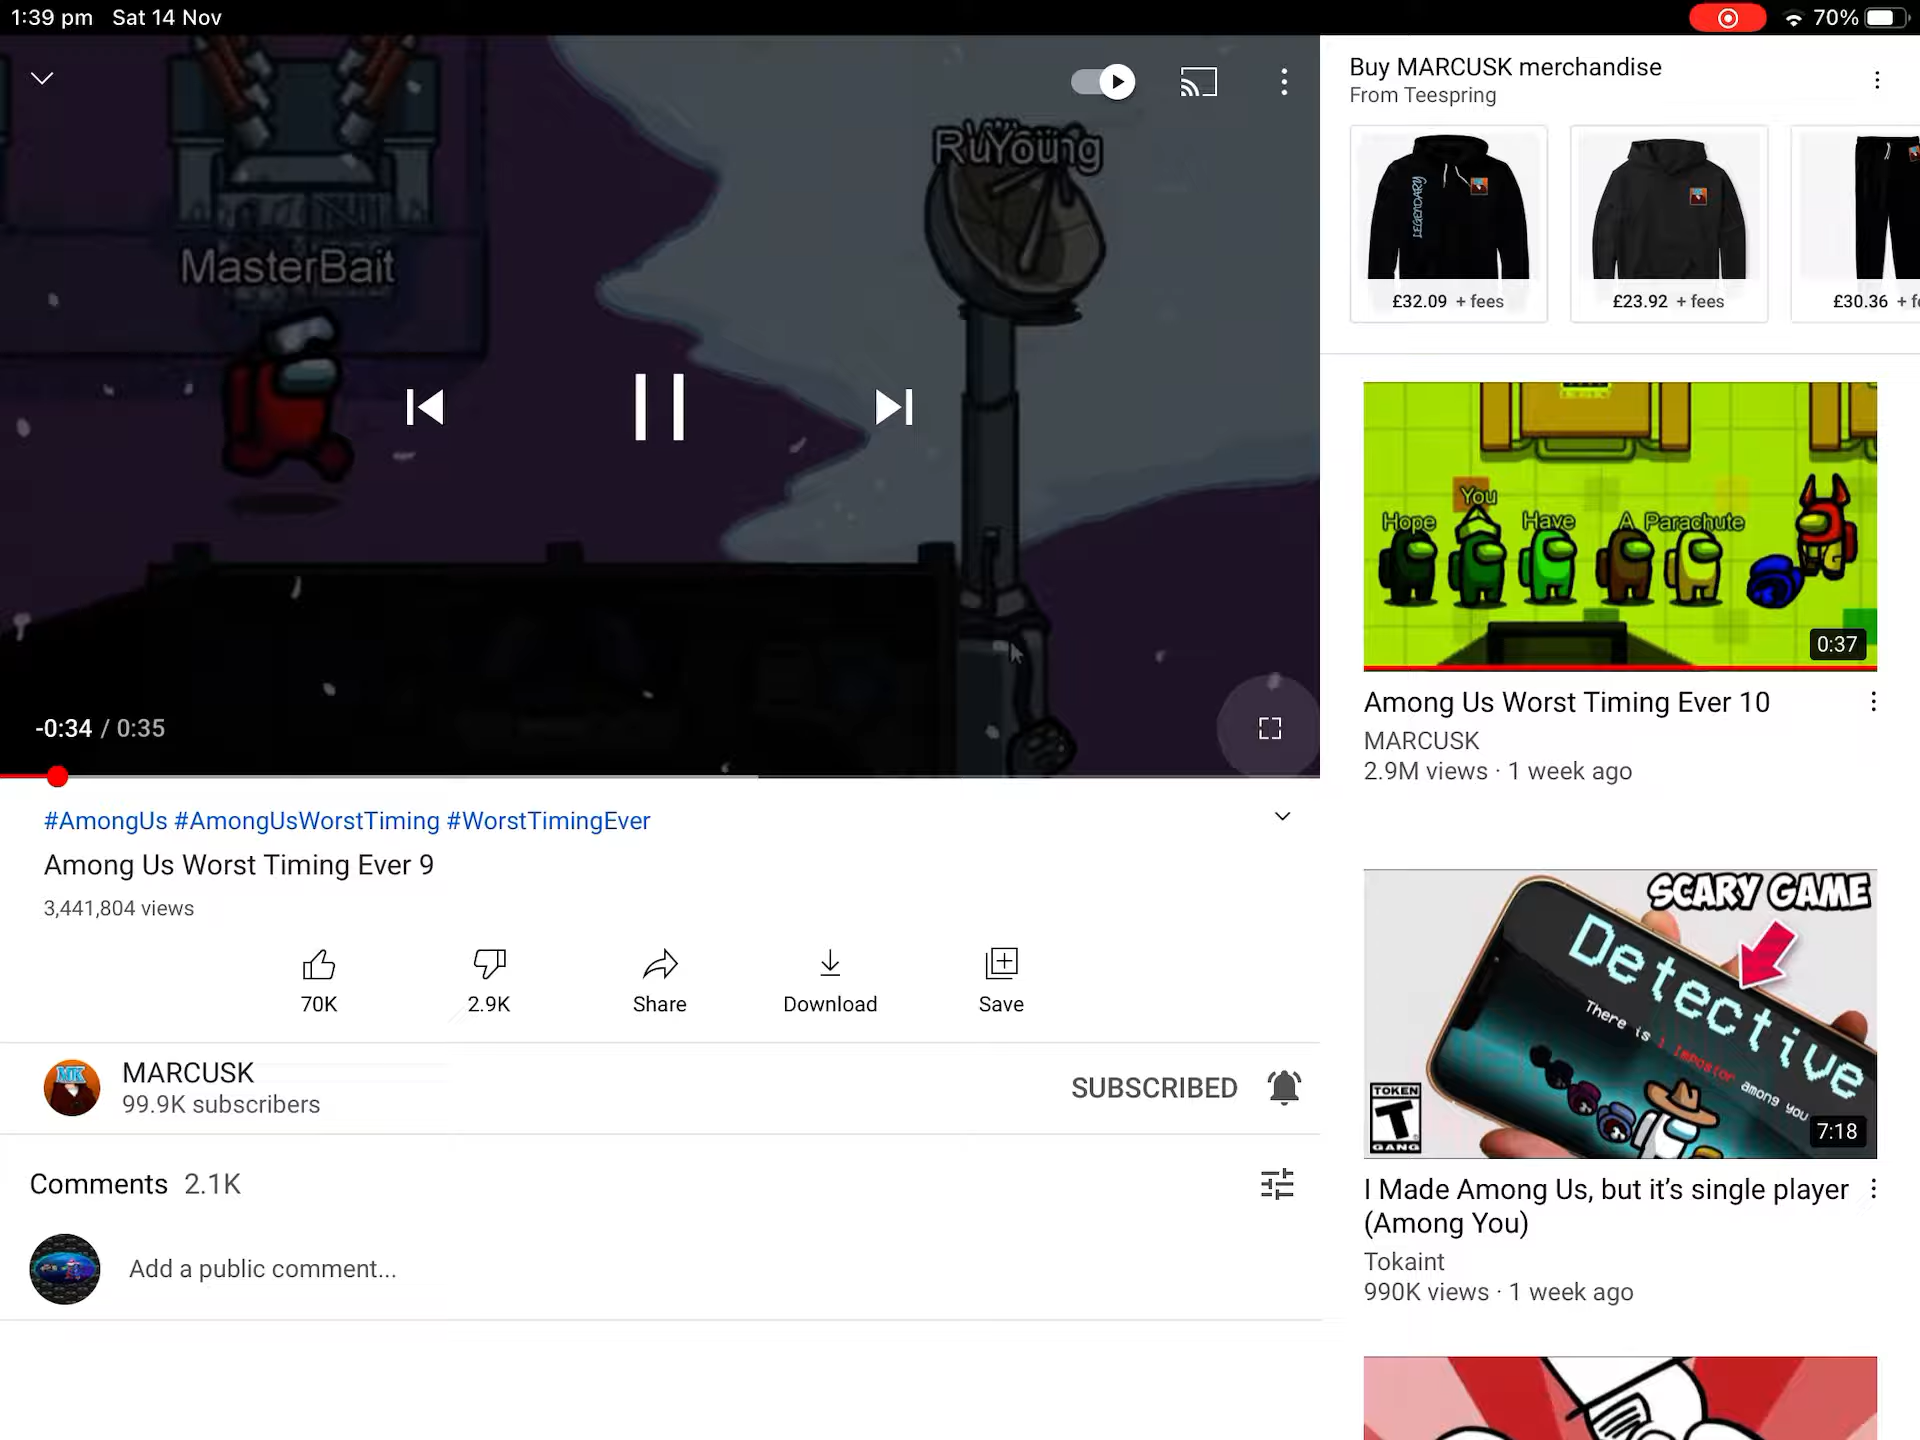 1:39 pm Sat 14 Nov
70%
MasterBait
RuYoung
-0:34 / 0:35
#AmongUs #AmongUsWorstTiming #WorstTimingEver
Among Us Worst Timing Ever 9
3,441,804 views
70K
2.9K
Share
Download
Save
MARCUSK
99.9K subscribers
SUBSCRIBED
Comments 2.1K
Add a public comment...
Buy MARCUSK merchandise
From Teespring
LEGENDARY
£32.09 + fees
£23.92 + fees
£30.36 + fe
Hope You Have A Parachute
0:37
Among Us Worst Timing Ever 10
MARCUSK
2.9M views · 1 week ago
SCARY GAME
Detective
There is 1 Impostor among you
TOKEN
T
GANG
7:18
I Made Among Us, but it's single player
(Among You)
Tokaint
990K views · 1 week ago